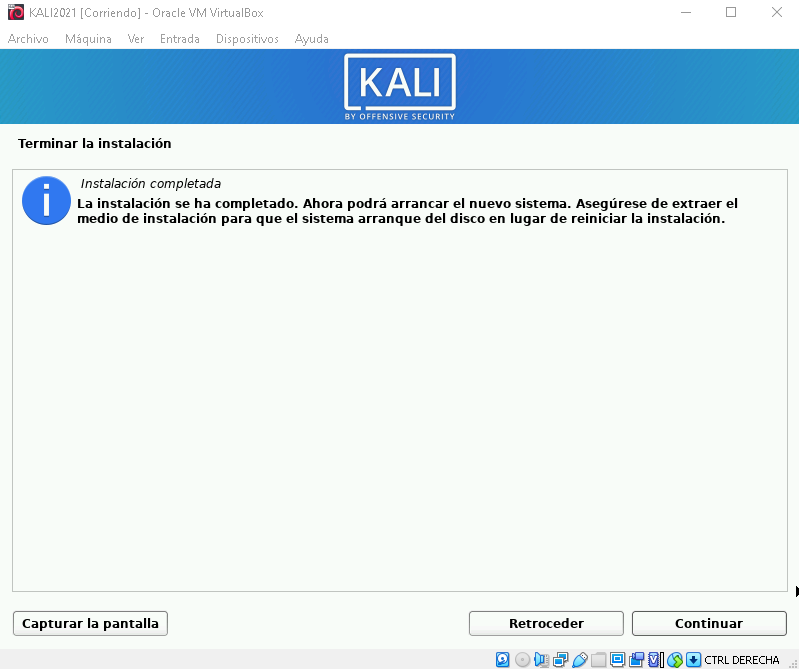 KALI2021 [Corriendo] - Oracle VM VirtualBox
Archivo Máquina Ver Entrada Dispositivos Ayuda
KALI
BY OFFENSIVE SECURITY
Terminar la instalación
Instalación completada
La instalación se ha completado. Ahora podrá arrancar el nuevo sistema. Asegúrese de extraer el
medio de instalación para que el sistema arranque del disco en lugar de reiniciar la instalación.
Capturar la pantalla Retroceder Continuar
CTRL DERECHA